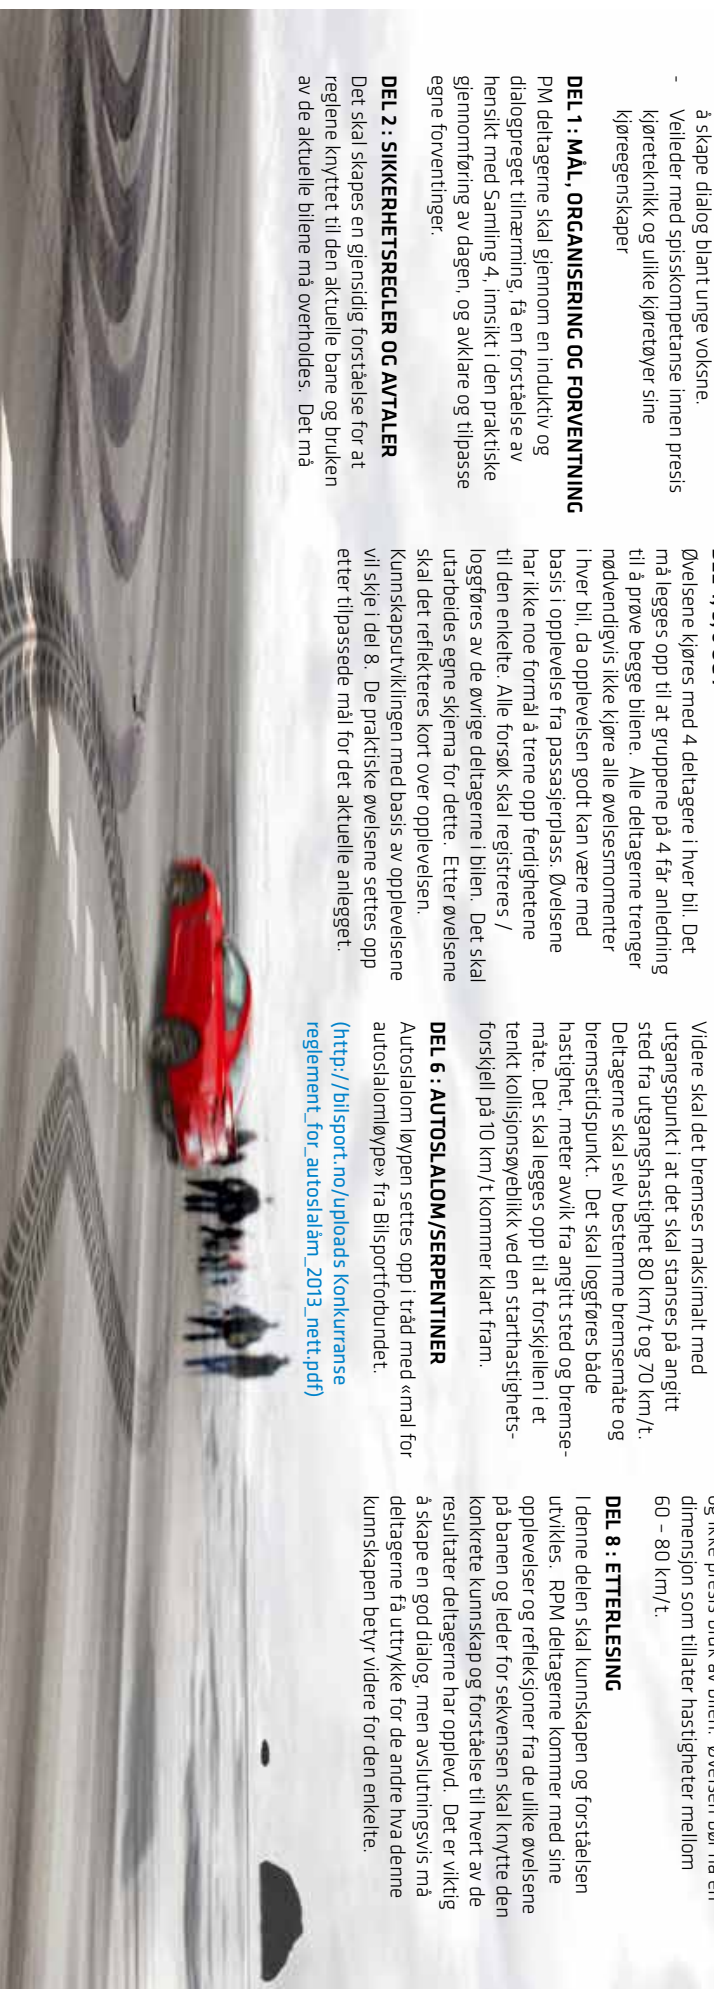 å skape dialog blant unge voksne.
- Veileder med spisskompetanse innen presis
kjøreteknikk og ulike kjøretøyer sine
kjøreegenskaper
DEL 1 : MÅL, ORGANISERING OG FORVENTNING
PM deltagerne skal gjennom en induktiv og
dialogpreget tilnærming, få en forståelse av
hensikt med Samling 4, innsikt i den praktiske
gjennomføring av dagen, og avklare og tilpasse
egne forventinger.
DEL 2 : SIKKERHETSREGLER OG AVTALER
Det skal skapes en gjensidig forståelse for at
reglene knyttet til den aktuelle bane og bruken
av de aktuelle bilene må overholdes. Det må
Øvelsene kjøres med 4 deltagere i hver bil. Det
må legges opp til at gruppene på 4 får anledning
til å prøve begge bilene. Alle deltagerne trenger
nødvendigvis ikke kjøre alle øvelsesmomenter
i hver bil, da opplevelsen godt kan være med
basis i opplevelse fra passasjerplass. Øvelsene
har ikke noe formål å trene opp ferdighetene
til den enkelte. Alle forsøk skal registreres /
loggføres av de øvrige deltagerne i bilen. Det skal
utarbeides egne skjema for dette. Etter øvelsene
skal det reflekteres kort over opplevelsen.
Kunnskapsutviklingen med basis av opplevelsene
vil skje i del 8. De praktiske øvelsene settes opp
etter tilpassede mål for det aktuelle anlegget.
Videre skal det bremses maksimalt med
utgangspunkt i at det skal stanses på angitt
sted fra utgangshastighet 80 km/t og 70 km/t.
Deltagerne skal selv bestemme bremsemåte og
bremsetidspunkt. Det skal loggføres både
hastighet, meter avvik fra angitt sted og bremse-
måte. Det skal legges opp til at forskjellen i et
tenkt kollisjonsøyeblikk ved en starthastighets-
forskjell på 10 km/t kommer klart fram.
DEL 6 : AUTOSLALOM/SERPENTINER
Autoslalom løypen settes opp i tråd med «mal for
autoslalomløype» fra Bilsportforbundet.
(http://bilsport.no/uploads Konkurranse
reglement_for_autoslalåm_2013_nett.pdf)
og ikke presis bruk av bilen. Øvelsen bør ha en
dimensjon som tillater hastigheter mellom
60 – 80 km/t.
DEL 8 : ETTERLESING
I denne delen skal kunnskapen og forståelsen
utvikles. RPM deltagerne kommer med sine
opplevelser og refleksjoner fra de ulike øvelsene
på banen og leder for sekvensen skal knytte den
konkrete kunnskap og forståelse til hvert av de
resultater deltagerne har opplevd. Det er viktig
å skape en god dialog, men avslutningsvis må
deltagerne få uttrykke for de andre hva denne
kunnskapen betyr videre for den enkelte.